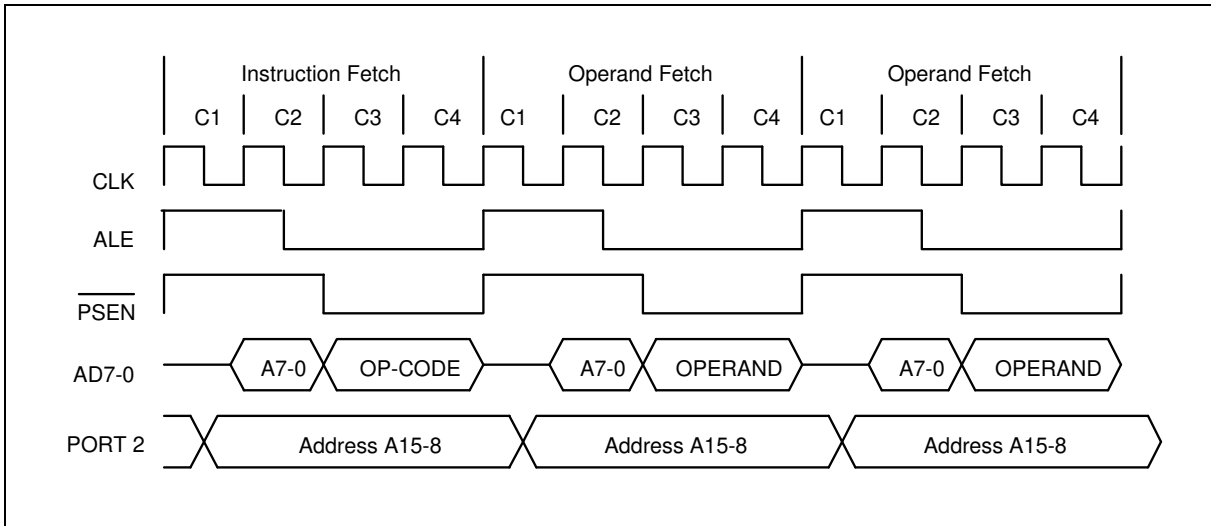 Instruction Fetch Operand Fetch Operand Fetch
C1 C2 C3 C4 C1 C2 C3 C4 C1 C2 C3 C4
CLK
ALE
PSEN
AD7-0 A7-0 OP-CODE A7-0 OPERAND A7-0 OPERAND
PORT 2 Address A15-8 Address A15-8 Address A15-8